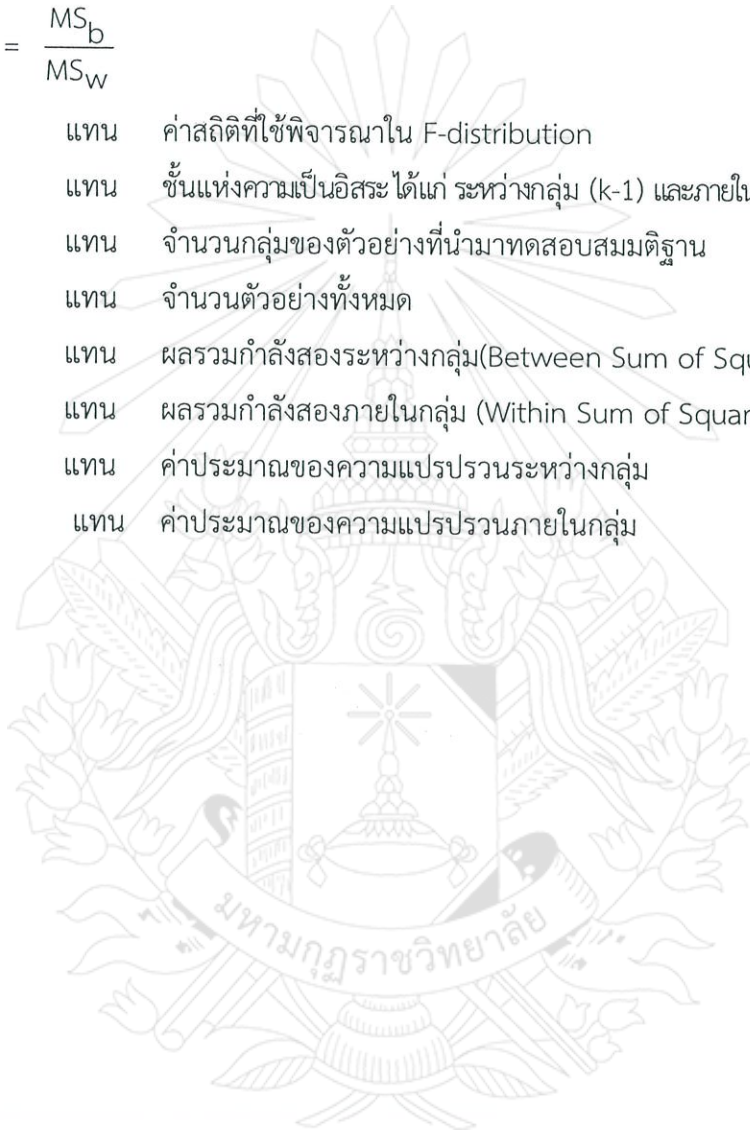 = MS_b
MS_w
แทน ค่าสถิติที่ใช้พิจารณาใน F-distribution
แทน ชั้นแห่งความเป็นอิสระ ได้แก่ ระหว่างกลุ่ม (k-1) และภายใน
แทน จำนวนกลุ่มของตัวอย่างที่นำมาทดสอบสมมติฐาน
แทน จำนวนตัวอย่างทั้งหมด
แทน ผลรวมกำลังสองระหว่างกลุ่ม(Between Sum of Squ
แทน ผลรวมกำลังสองภายในกลุ่ม (Within Sum of Squar
แทน ค่าประมาณของความแปรปรวนระหว่างกลุ่ม
แทน ค่าประมาณของความแปรปรวนภายในกลุ่ม
มหามกุฏราชวิทยาลัย